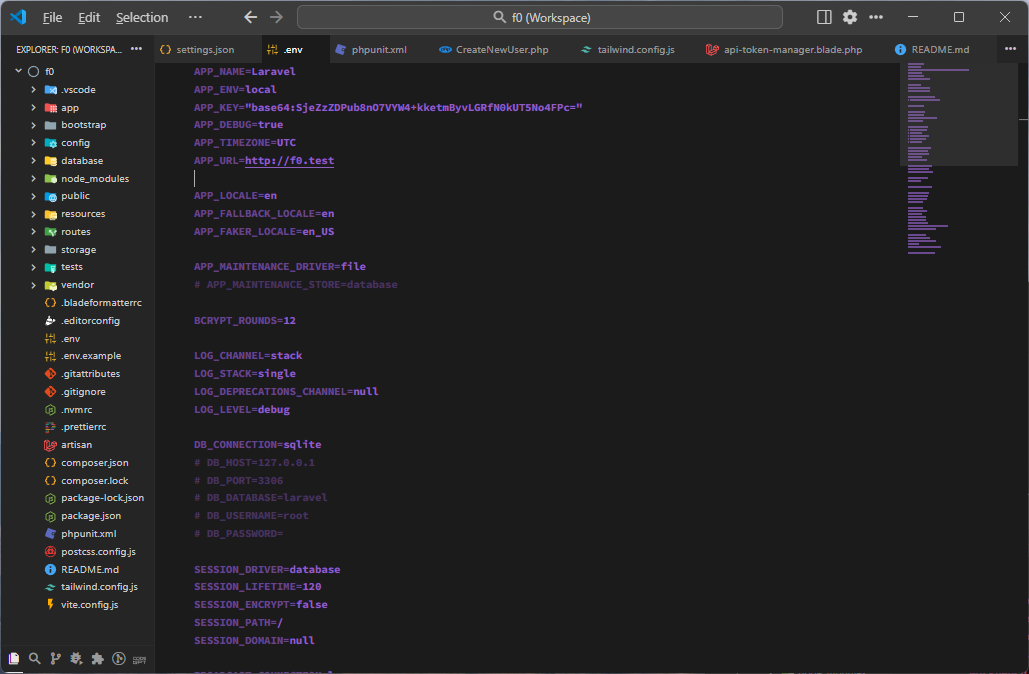 File Edit Selection ··· f0 (Workspace) •••
EXPLORER: F0 (WORKSPA... •••
settings.json .env phpunit.xml CreateNewUser.php tailwind.config.js api-token-manager.blade.php README.md •••
f0
.vscode
app
bootstrap
config
database
node_modules
public
resources
routes
storage
tests
vendor
.bladeformatterrc
.editorconfig
.env
.env.example
.gitattributes
.gitignore
.nvmrc
.prettierrc
artisan
composer.json
composer.lock
package-lock.json
package.json
phpunit.xml
postcss.config.js
README.md
tailwind.config.js
vite.config.js
APP_NAME=Laravel
APP_ENV=local
APP_KEY="base64:5jeZzZDPub8nO7VYW4+kketmByvLGRfN0kUT5No4FPc="
APP_DEBUG=true
APP_TIMEZONE=UTC
APP_URL=http://f0.test
APP_LOCALE=en
APP_FALLBACK_LOCALE=en
APP_FAKER_LOCALE=en_US
APP_MAINTENANCE_DRIVER=file
# APP_MAINTENANCE_STORE=database
BCRYPT_ROUNDS=12
LOG_CHANNEL=stack
LOG_STACK=single
LOG_DEPRECATIONS_CHANNEL=null
LOG_LEVEL=debug
DB_CONNECTION=sqlite
# DB_HOST=127.0.0.1
# DB_PORT=3306
# DB_DATABASE=laravel
# DB_USERNAME=root
# DB_PASSWORD=
SESSION_DRIVER=database
SESSION_LIFETIME=120
SESSION_ENCRYPT=false
SESSION_PATH=/
SESSION_DOMAIN=null